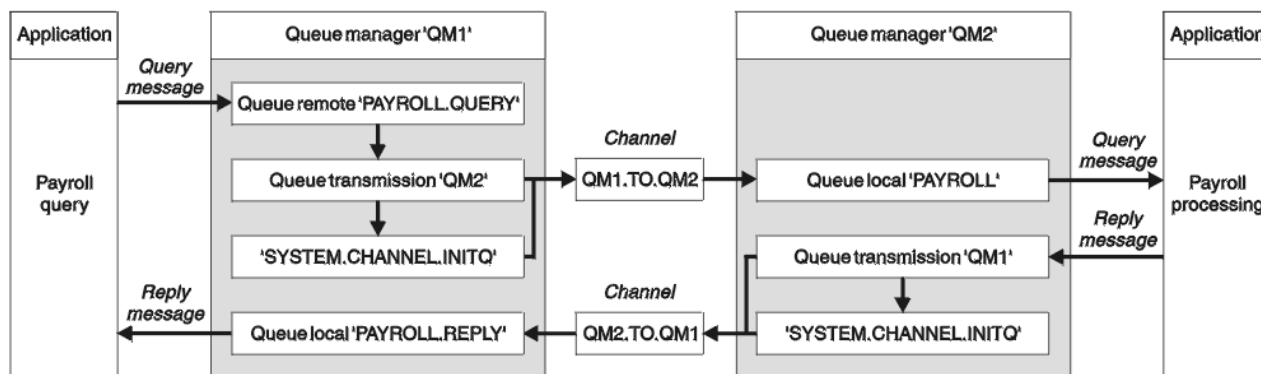 Application
Queue manager 'QM1'
Queue manager 'QM2'
Application
Query
message
Queue remote 'PAYROLL.QUERY'
Channel
Query
message
Payroll
query
Queue transmission 'QM2'
QM1.TO.QM2
Queue local 'PAYROLL'
Payroll
processing
Reply
message
'SYSTEM.CHANNEL.INITQ'
Queue transmission 'QM1'
Reply
message
Channel
Queue local 'PAYROLL.REPLY'
QM2.TO.QM1
'SYSTEM.CHANNEL.INITQ'